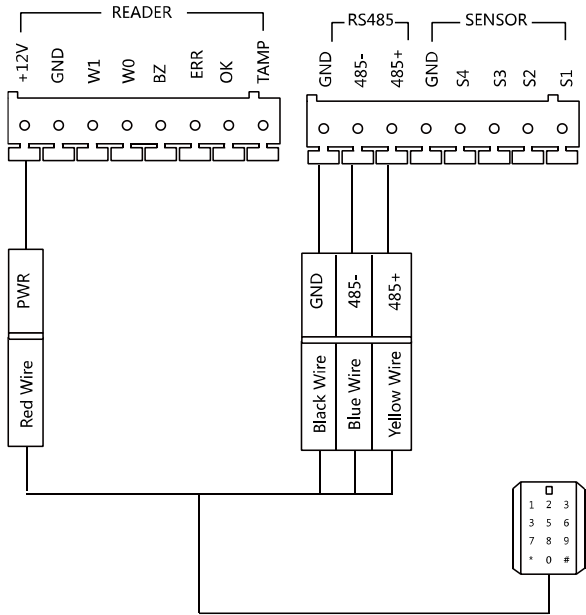 READER
RS485
SENSOR
+12V
GND
W1
W0
BZ
ERR
OK
TAMP
GND
485-
485+
GND
S4
S3
S2
S1
PWR
GND
485-
485+
Red Wire
Black Wire
Blue Wire
Yellow Wire
1 2 3
3 5 6
7 8 9
* 0 #